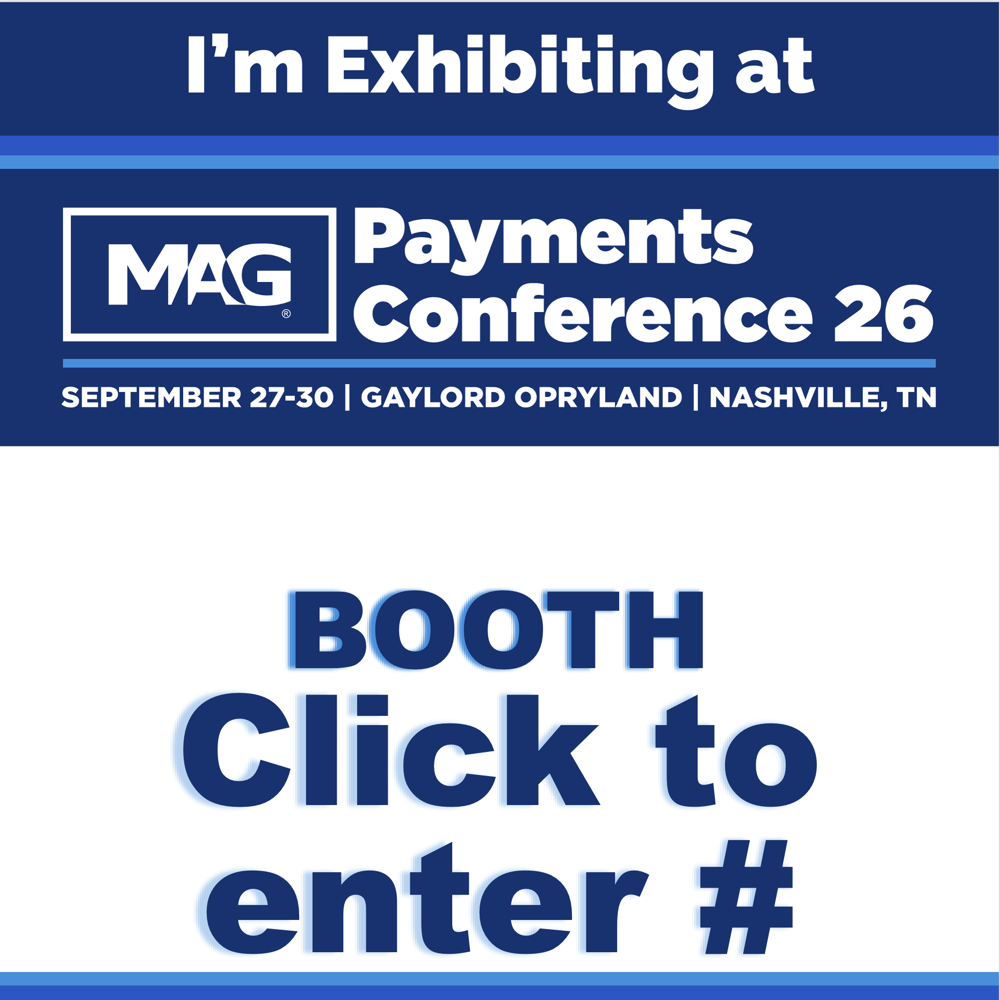 I’m Exhibiting at
MAG®
Payments
Conference 26
SEPTEMBER 27-30 | GAYLORD OPRYLAND | NASHVILLE, TN
BOOTH
Click to
enter #